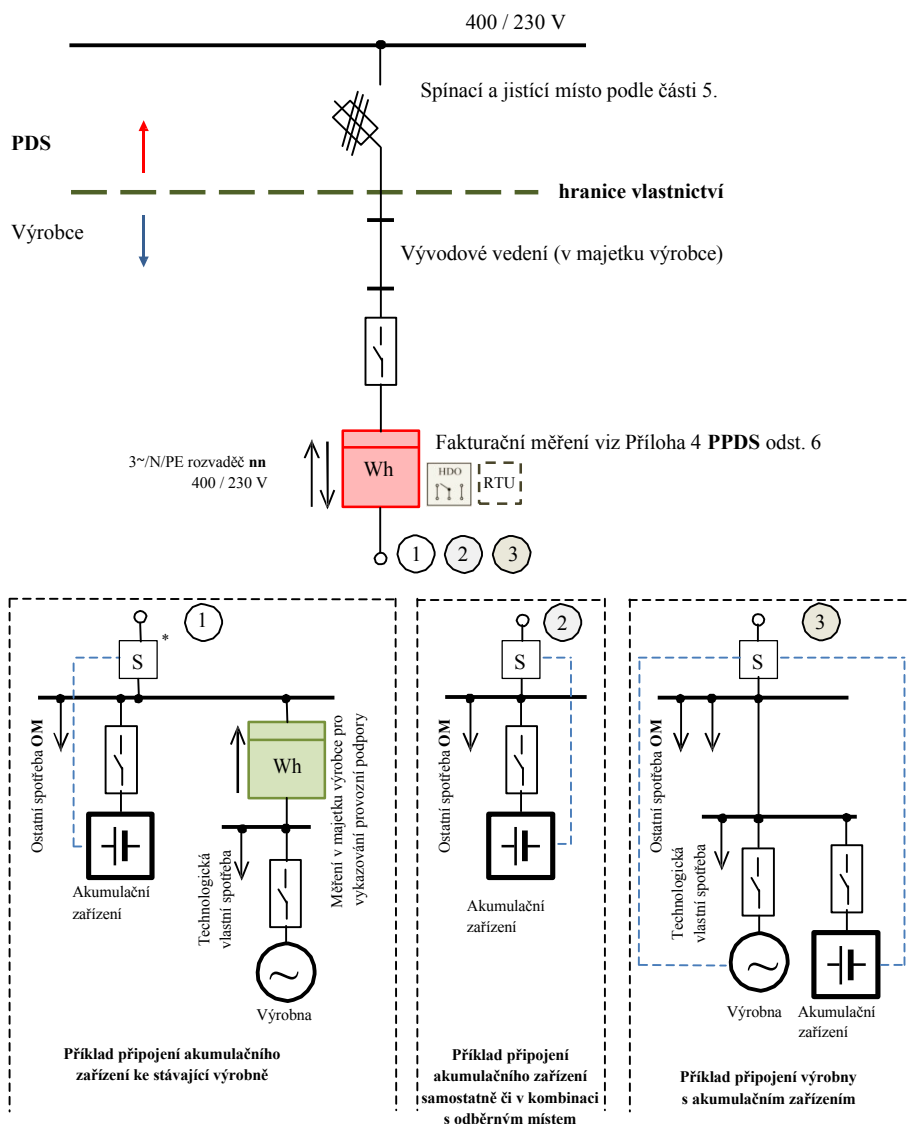 400 / 230 V
Spínací a jistící místo podle části 5.
PDS
hranice vlastnictví
Výrobce
Vývodové vedení (v majetku výrobce)
Fakturační měření viz Příloha 4 PPDS odst. 6
3~/N/PE rozvaděč nn
400 / 230 V
Wh
HDO
RTU
1
2
3
1
S
*
Ostatní spotřeba OM
Wh
Měření v majetku výrobce pro
vykazování provozní podpory
Akumulační
zařízení
Technologická
vlastní spotřeba
Výrobna
Příklad připojení akumulačního
zařízení ke stávající výrobně
2
S
Ostatní spotřeba OM
Akumulační
zařízení
Příklad připojení
akumulačního zařízení
samostatně či v kombinaci
s odběrným místem
3
S
Ostatní spotřeba OM
Technologická
vlastní spotřeba
Výrobna
Akumulační
zařízení
Příklad připojení výrobny
s akumulačním zařízením